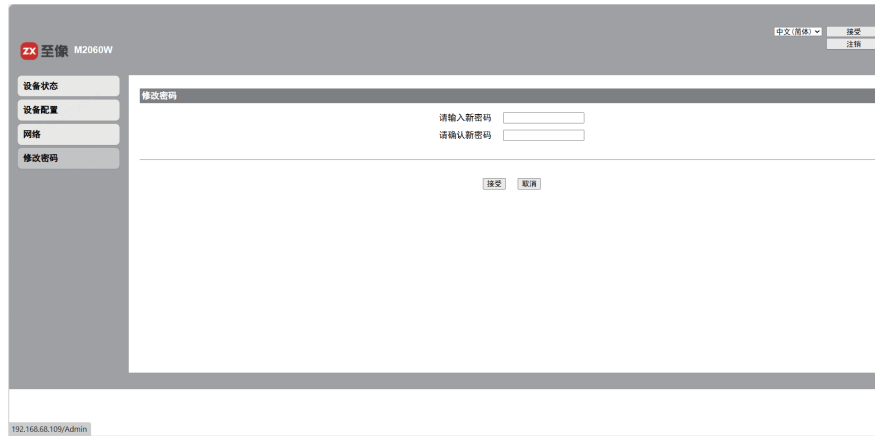 中文(简体) 接受
注销
ZX 至像 M2060W
设备状态
设备配置
网络
修改密码
修改密码
请输入新密码
请确认新密码
接受 取消
192.168.68.109/Admin